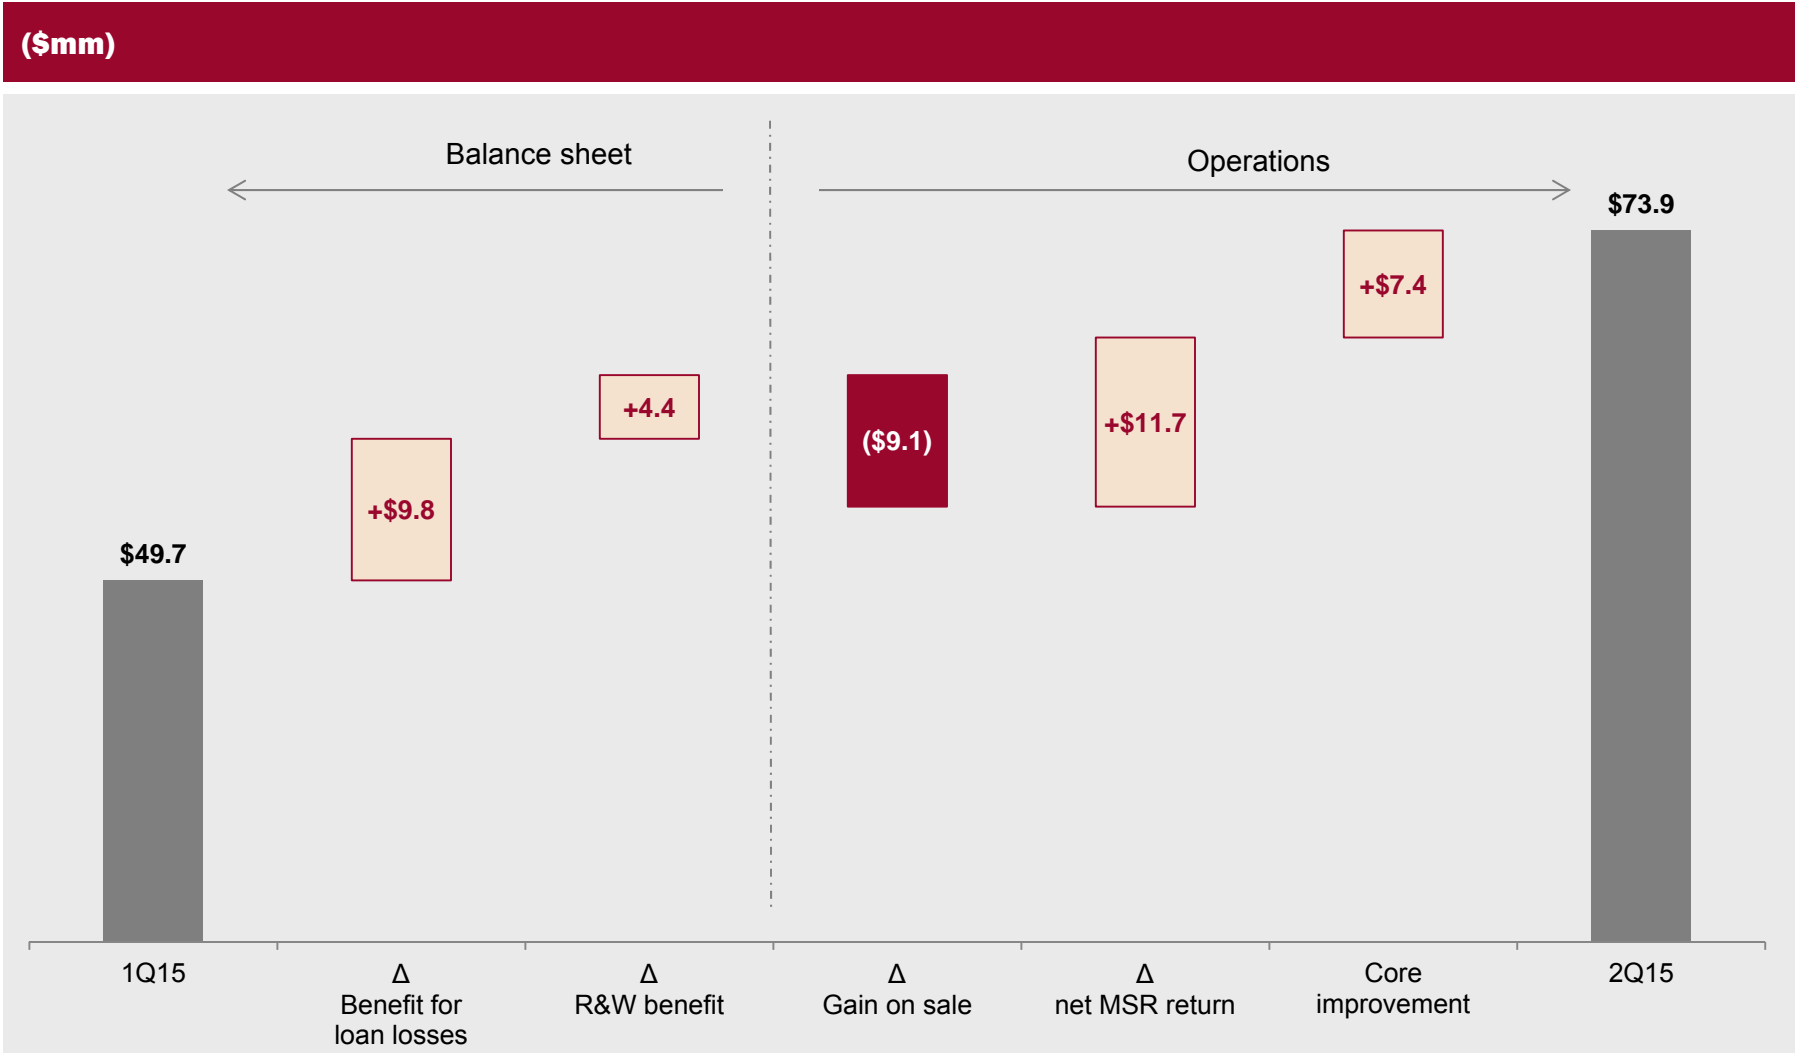 ($mm)
Balance sheet
Operations
$73.9
+$7.4
+4.4
+$11.7
($9.1)
+$9.8
$49.7
1Q15
Δ
Benefit for
loan losses
Δ
R&W benefit
Δ
Gain on sale
Δ
net MSR return
Core
improvement
2Q15